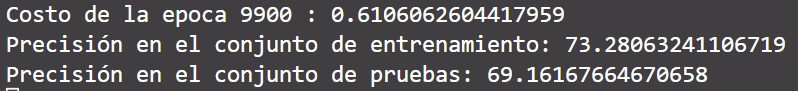 Costo de la epoca 9900 : 0.6106062604417959
Precisión en el conjunto de entrenamiento: 73.28063241106719
Precisión en el conjunto de pruebas: 69.16167664670658